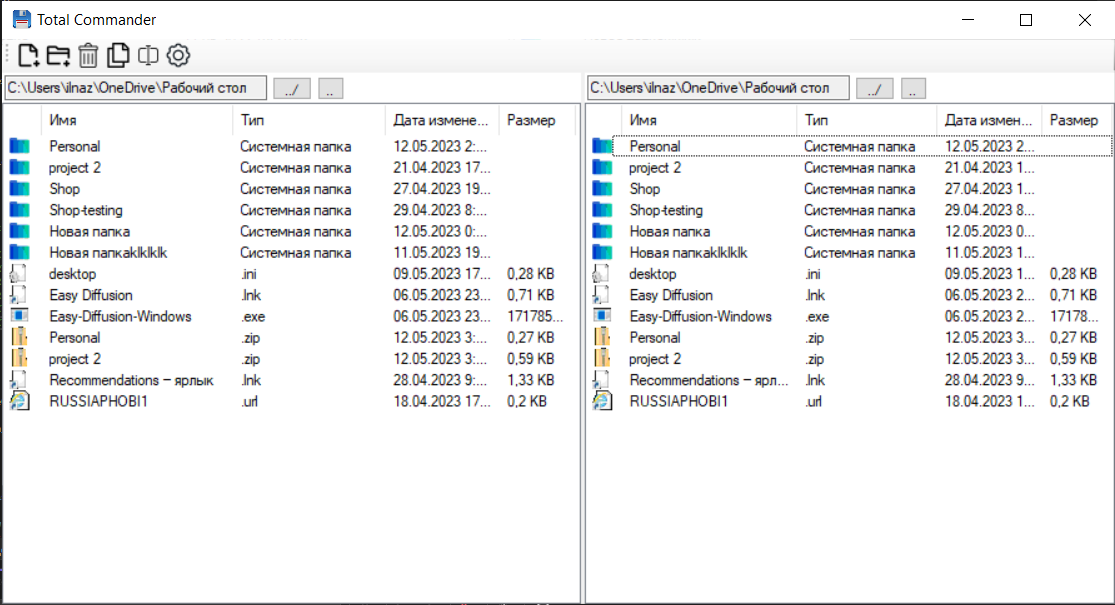 Total Commander
C:\Users\ilnaz\OneDrive\Рабочий стол ../ ..
Имя Тип Дата измене... Размер
Personal Системная папка 12.05.2023 2:...
project 2 Системная папка 21.04.2023 17...
Shop Системная папка 27.04.2023 19...
Shop-testing Системная папка 29.04.2023 8:...
Новая папка Системная папка 12.05.2023 0:...
Новая папкаklklklk Системная папка 11.05.2023 19...
desktop .ini 09.05.2023 17... 0,28 KB
Easy Diffusion .lnk 06.05.2023 23... 0,71 KB
Easy-Diffusion-Windows .exe 06.05.2023 23... 171785...
Personal .zip 12.05.2023 3:... 0,27 KB
project 2 .zip 12.05.2023 3:... 0,59 KB
Recommendations – ярлык .lnk 28.04.2023 9:... 1,33 KB
RUSSIAPHOBI1 .url 18.04.2023 17... 0,2 KB
C:\Users\ilnaz\OneDrive\Рабочий стол ../ ..
Имя Тип Дата измен... Размер
Personal Системная папка 12.05.2023 2...
project 2 Системная папка 21.04.2023 1...
Shop Системная папка 27.04.2023 1...
Shop-testing Системная папка 29.04.2023 8...
Новая папка Системная папка 12.05.2023 0...
Новая папкаklklklk Системная папка 11.05.2023 1...
desktop .ini 09.05.2023 1... 0,28 KB
Easy Diffusion .lnk 06.05.2023 2... 0,71 KB
Easy-Diffusion-Windows .exe 06.05.2023 2... 17178...
Personal .zip 12.05.2023 3... 0,27 KB
project 2 .zip 12.05.2023 3... 0,59 KB
Recommendations – ярл... .lnk 28.04.2023 9... 1,33 KB
RUSSIAPHOBI1 .url 18.04.2023 1... 0,2 KB